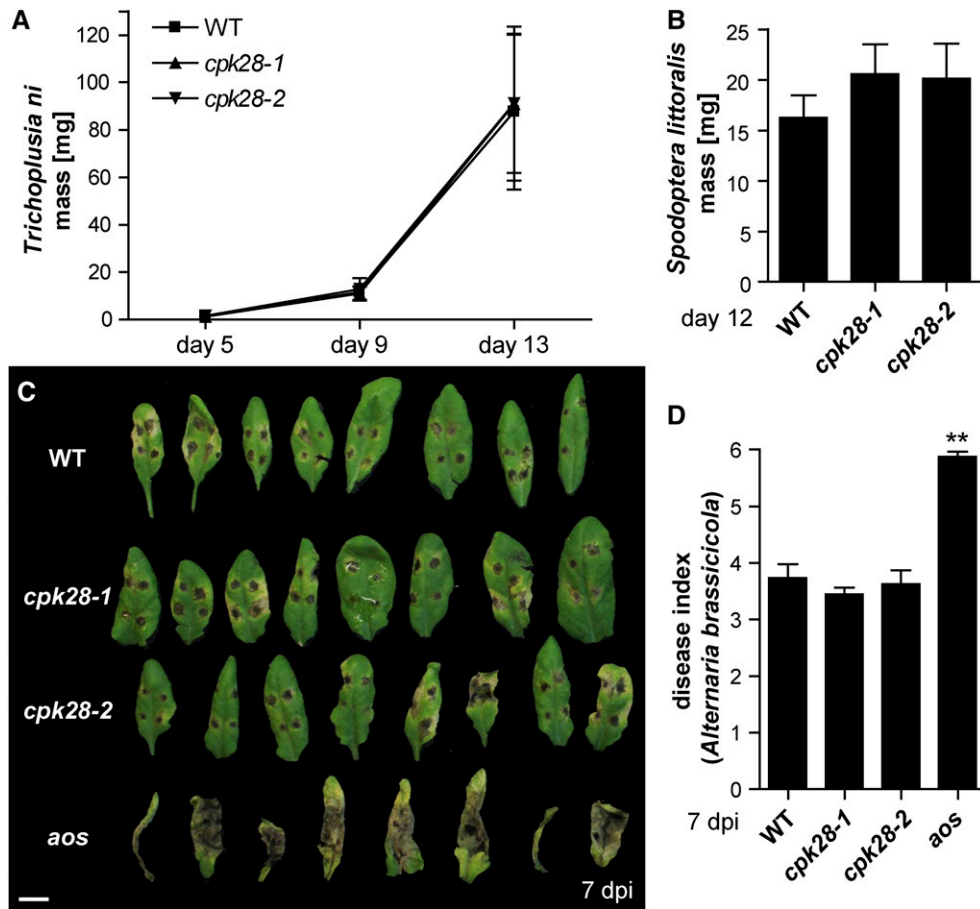 A
WT
cpk28-1
cpk28-2
Trichoplusia ni
mass [mg]
120
100
80
60
40
20
0
day 5
day 9
day 13
B
Spodoptera littoralis
mass [mg]
25
20
15
10
5
0
day 12
WT
cpk28-1
cpk28-2
C
WT
cpk28-1
cpk28-2
aos
7 dpi
D
disease index
(Alternaria brassicicola)
6
5
4
3
2
1
0
**
7 dpi
WT
cpk28-1
cpk28-2
aos